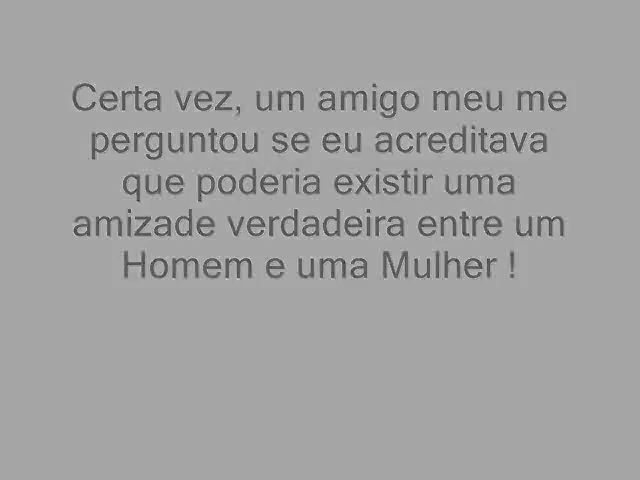 Certa vez, um amigo meu me
perguntou se eu acreditava
que poderia existir uma
amizade verdadeira entre um
Homem e uma Mulher !